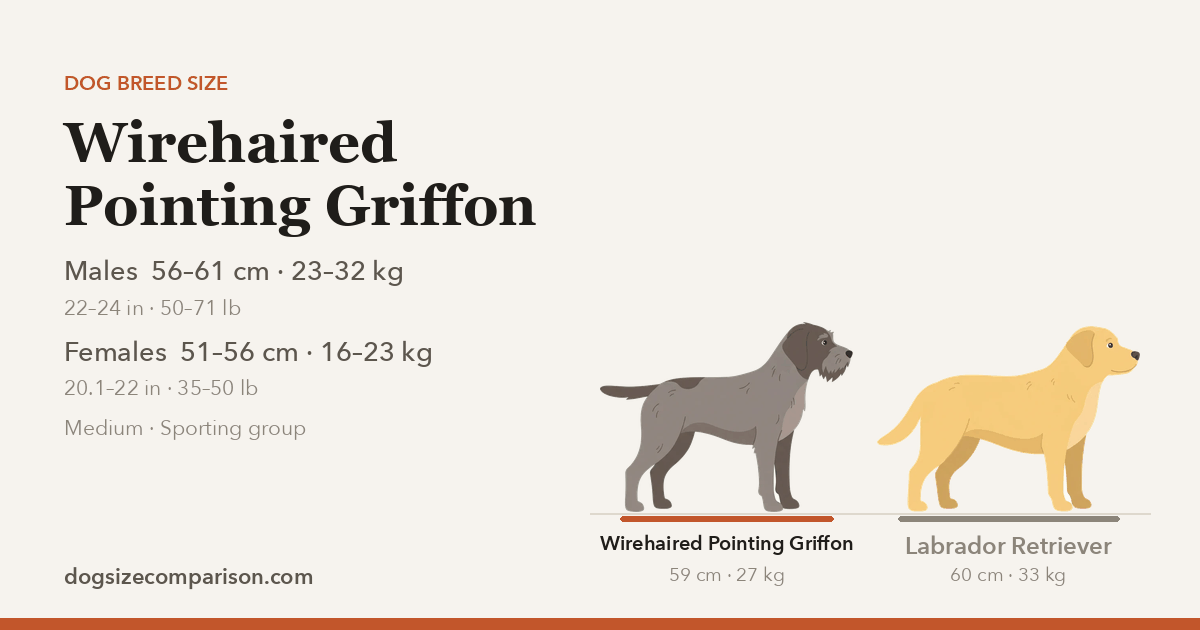 DOG BREED SIZE
Wirehaired
Pointing Griffon
Males 56–61 cm · 23–32 kg
22–24 in · 50–71 lb
Females 51–56 cm · 16–23 kg
20.1–22 in · 35–50 lb
Medium · Sporting group
Wirehaired Pointing Griffon
59 cm · 27 kg
Labrador Retriever
60 cm · 33 kg
dogsizecomparison.com